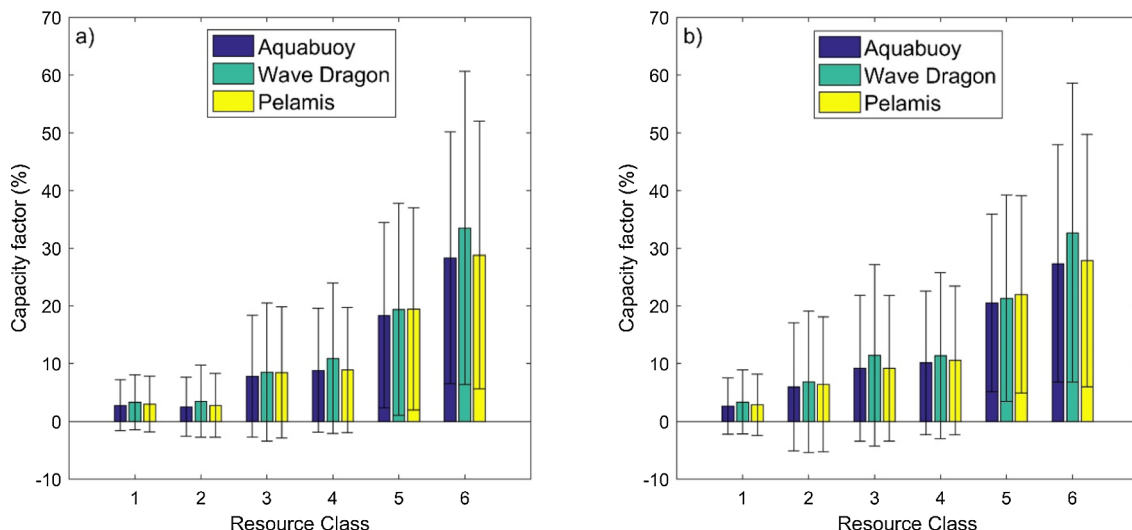 a)
Aquabuoy
Wave Dragon
Pelamis
Capacity factor (%)
70
60
50
40
30
20
10
0
-10
1 2 3 4 5 6
Resource Class
b)
Aquabuoy
Wave Dragon
Pelamis
Capacity factor (%)
70
60
50
40
30
20
10
0
-10
1 2 3 4 5 6
Resource Class